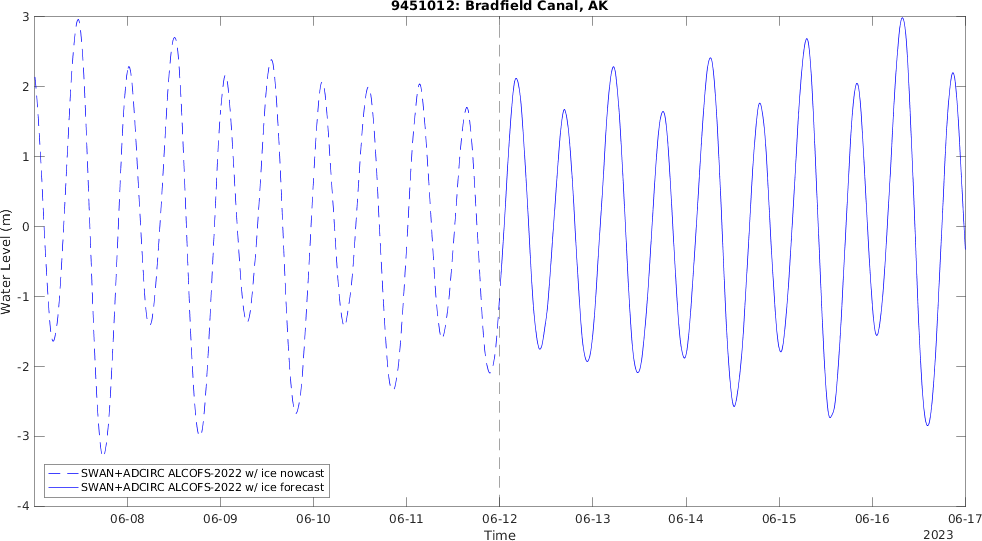 9451012: Bradfield Canal, AK
Water Level (m)
3
2
1
0
-1
-2
-3
-4
SWAN+ADCIRC ALCOFS-2022 w/ ice nowcast
SWAN+ADCIRC ALCOFS-2022 w/ ice forecast
06-08 06-09 06-10 06-11 06-12 06-13 06-14 06-15 06-16 06-17
Time
2023